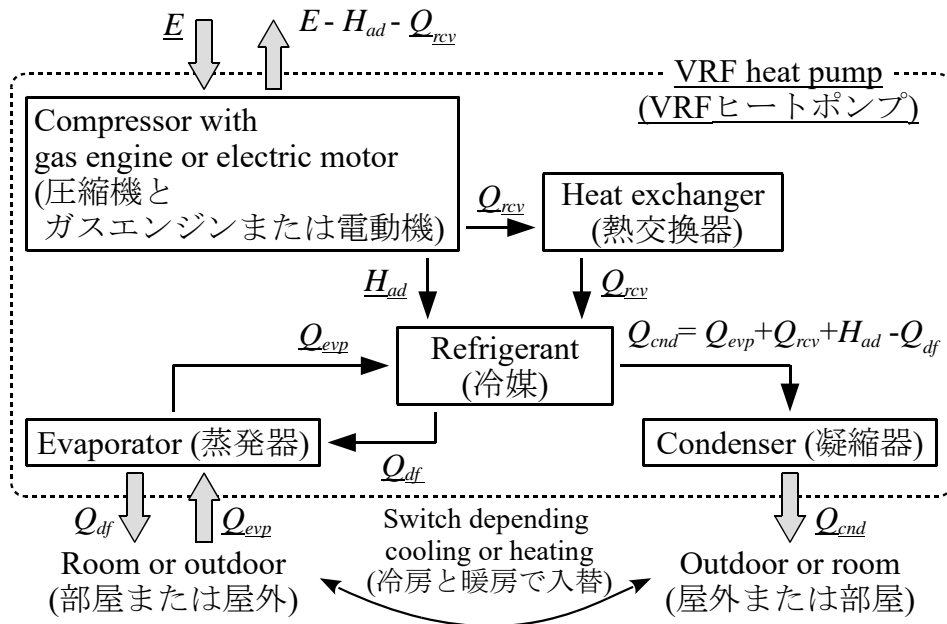 E
E - H_ad - Q_rcv
VRF heat pump
(VRFヒートポンプ)
Compressor with
gas engine or electric motor
(圧縮機と
ガスエンジンまたは電動機)
Q_rcv
Heat exchanger
(熱交換器)
H_ad
Q_rcv
Q_evp
Refrigerant
(冷媒)
Q_cnd= Q_evp+Q_rcv+H_ad -Q_df
Evaporator (蒸発器)
Q_df
Condenser (凝縮器)
Q_df
Q_evp
Switch depending
cooling or heating
(冷房と暖房で入替)
Q_cnd
Room or outdoor
(部屋または屋外)
Outdoor or room
(屋外または部屋)